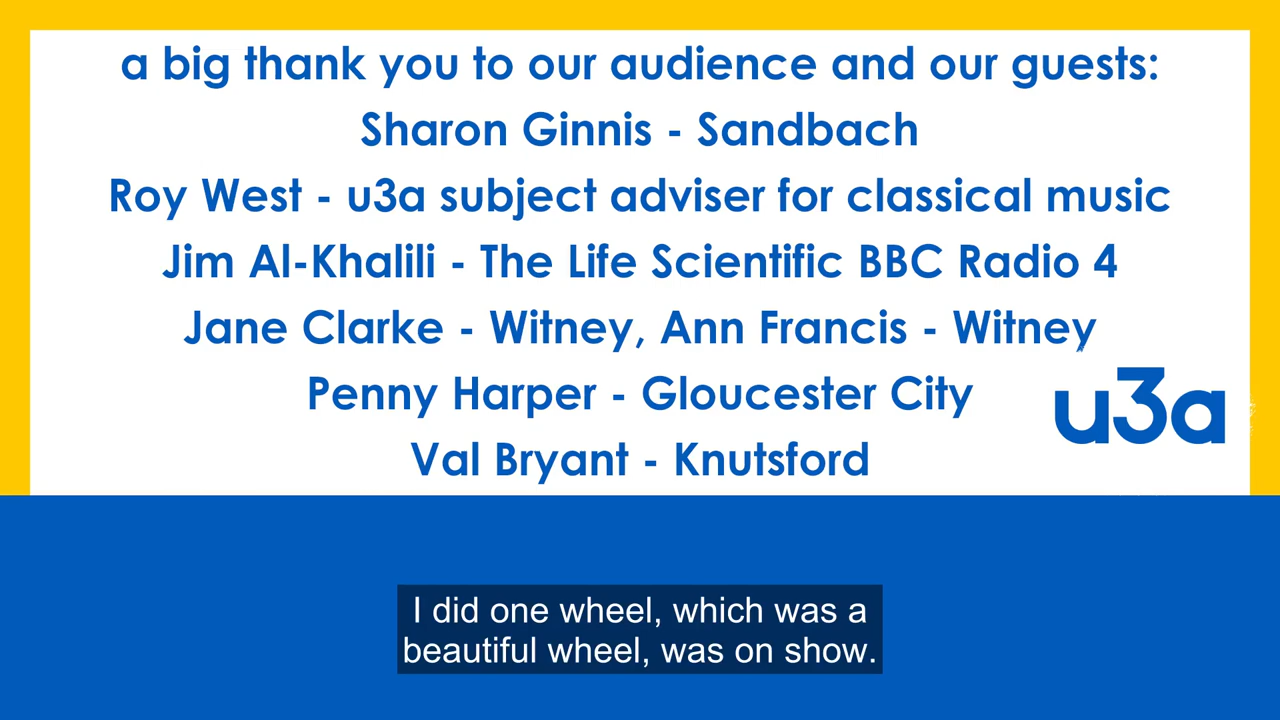 a big thank you to our audience and our guests:
Sharon Ginnis - Sandbach
Roy West - u3a subject adviser for classical music
Jim Al-Khalili - The Life Scientific BBC Radio 4
Jane Clarke - Witney, Ann Francis - Witney
Penny Harper - Gloucester City
u3a
Val Bryant - Knutsford
I did one wheel, which was a
beautiful wheel, was on show.